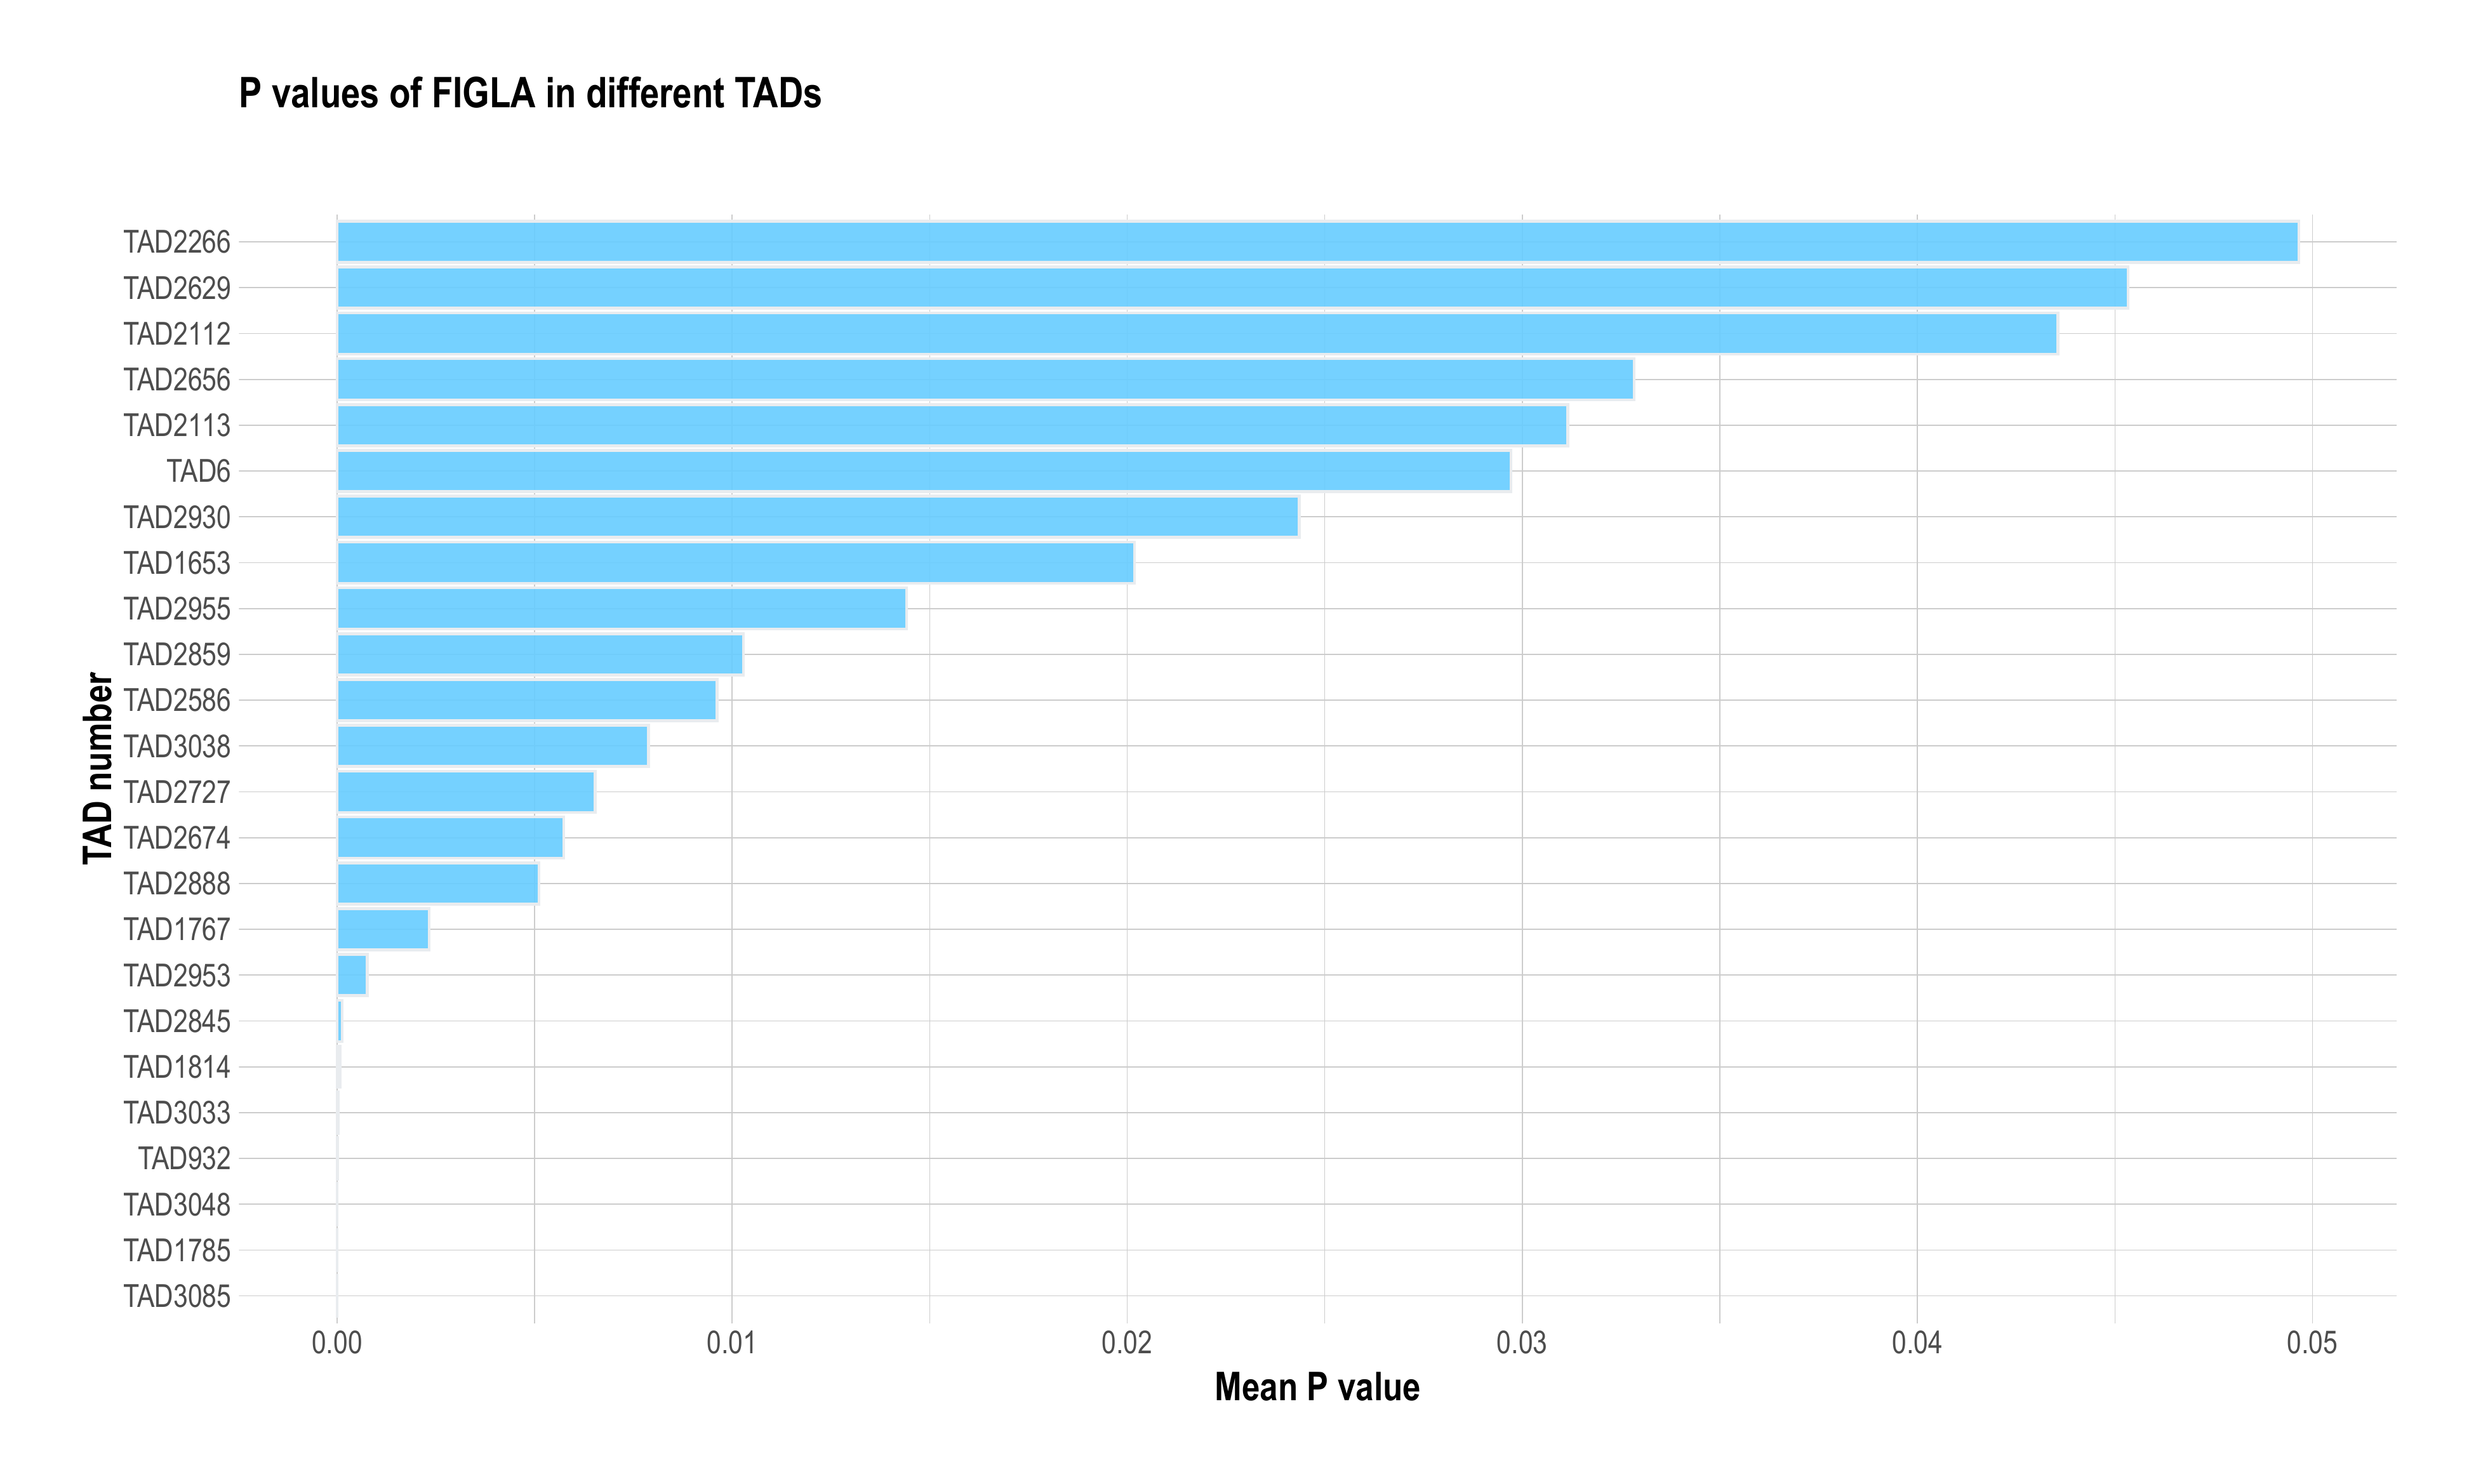 P values of FIGLA in different TADs
TAD number
TAD2266
TAD2629
TAD2112
TAD2656
TAD2113
TAD6
TAD2930
TAD1653
TAD2955
TAD2859
TAD2586
TAD3038
TAD2727
TAD2674
TAD2888
TAD1767
TAD2953
TAD2845
TAD1814
TAD3033
TAD932
TAD3048
TAD1785
TAD3085
0.00 0.01 0.02 0.03 0.04 0.05
Mean P value